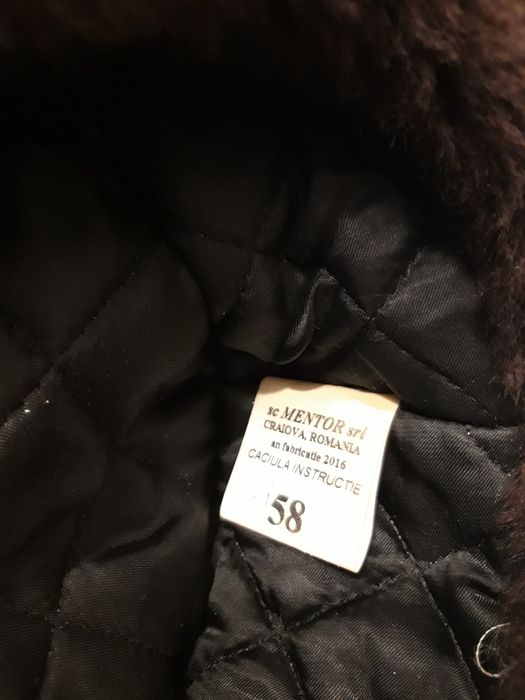 sc MENTOR srl
CRAIOVA, ROMANIA
an fabricatie 2016
CACIULA INSTRUCTIE
58